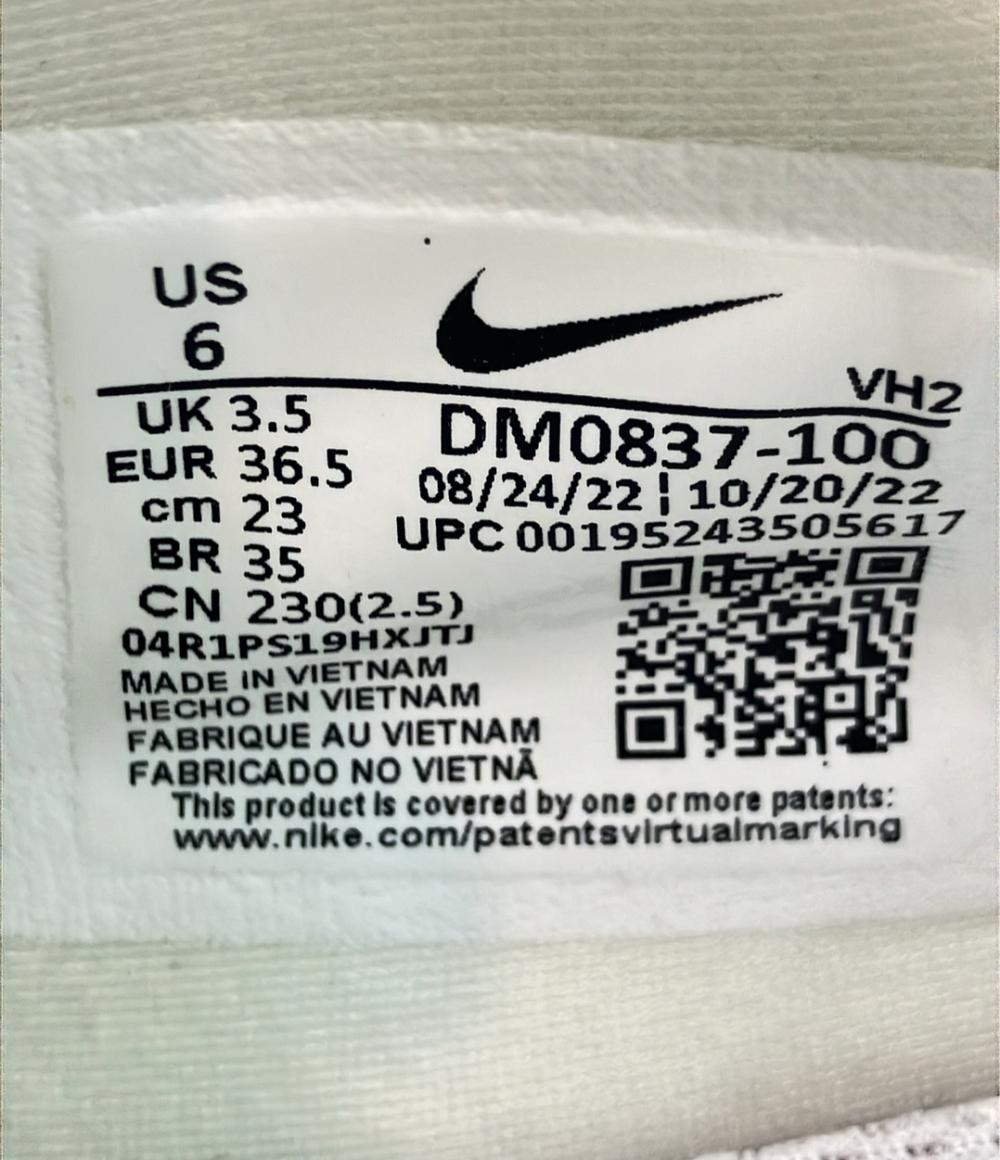 US
6
VH2
UK 3.5
EUR 36.5
cm 23
BR 35
CN 230(2.5)
DM0837-100
08/24/22 ¦ 10/20/22
UPC 00195243505617
04R1PS19HXJTJ
MADE IN VIETNAM
HECHO EN VIETNAM
FABRIQUE AU VIETNAM
FABRICADO NO VIETNÃ
This product is covered by one or more patents:
www.nike.com/patentsvirtualmarking